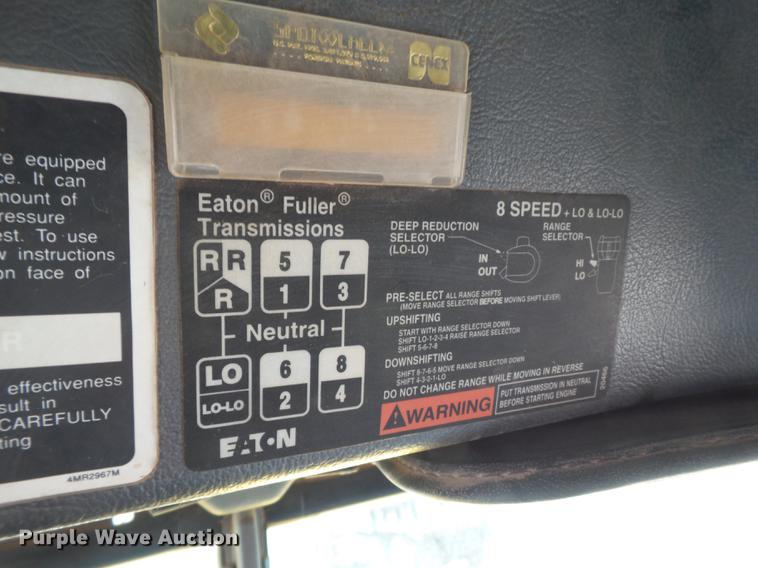 CENEX
re equipped
ce. It can
mount of
ressure
est. To use
w instructions
on face of
R
effectiveness
sult in
CAREFULLY
ting
4MR2967M
Eaton® Fuller®
Transmissions
R R 5 7
R 1 3
Neutral
LO 6 8
LO-LO 2 4
EATON
8 SPEED + LO & LO-LO
DEEP REDUCTION
SELECTOR
(LO-LO)
IN
OUT
RANGE
SELECTOR
HI
LO
PRE-SELECT ALL RANGE SHIFTS
(MOVE RANGE SELECTOR BEFORE MOVING SHIFT LEVER)
UPSHIFTING
START WITH RANGE SELECTOR DOWN
SHIFT LO-1-2-3-4 RAISE RANGE SELECTOR
SHIFT 5-6-7-8
DOWNSHIFTING
SHIFT 8-7-6-5 MOVE RANGE SELECTOR DOWN
SHIFT 4-3-2-1-LO
DO NOT CHANGE RANGE WHILE MOVING IN REVERSE
WARNING
PUT TRANSMISSION IN NEUTRAL
BEFORE STARTING ENGINE
Purple Wave Auction